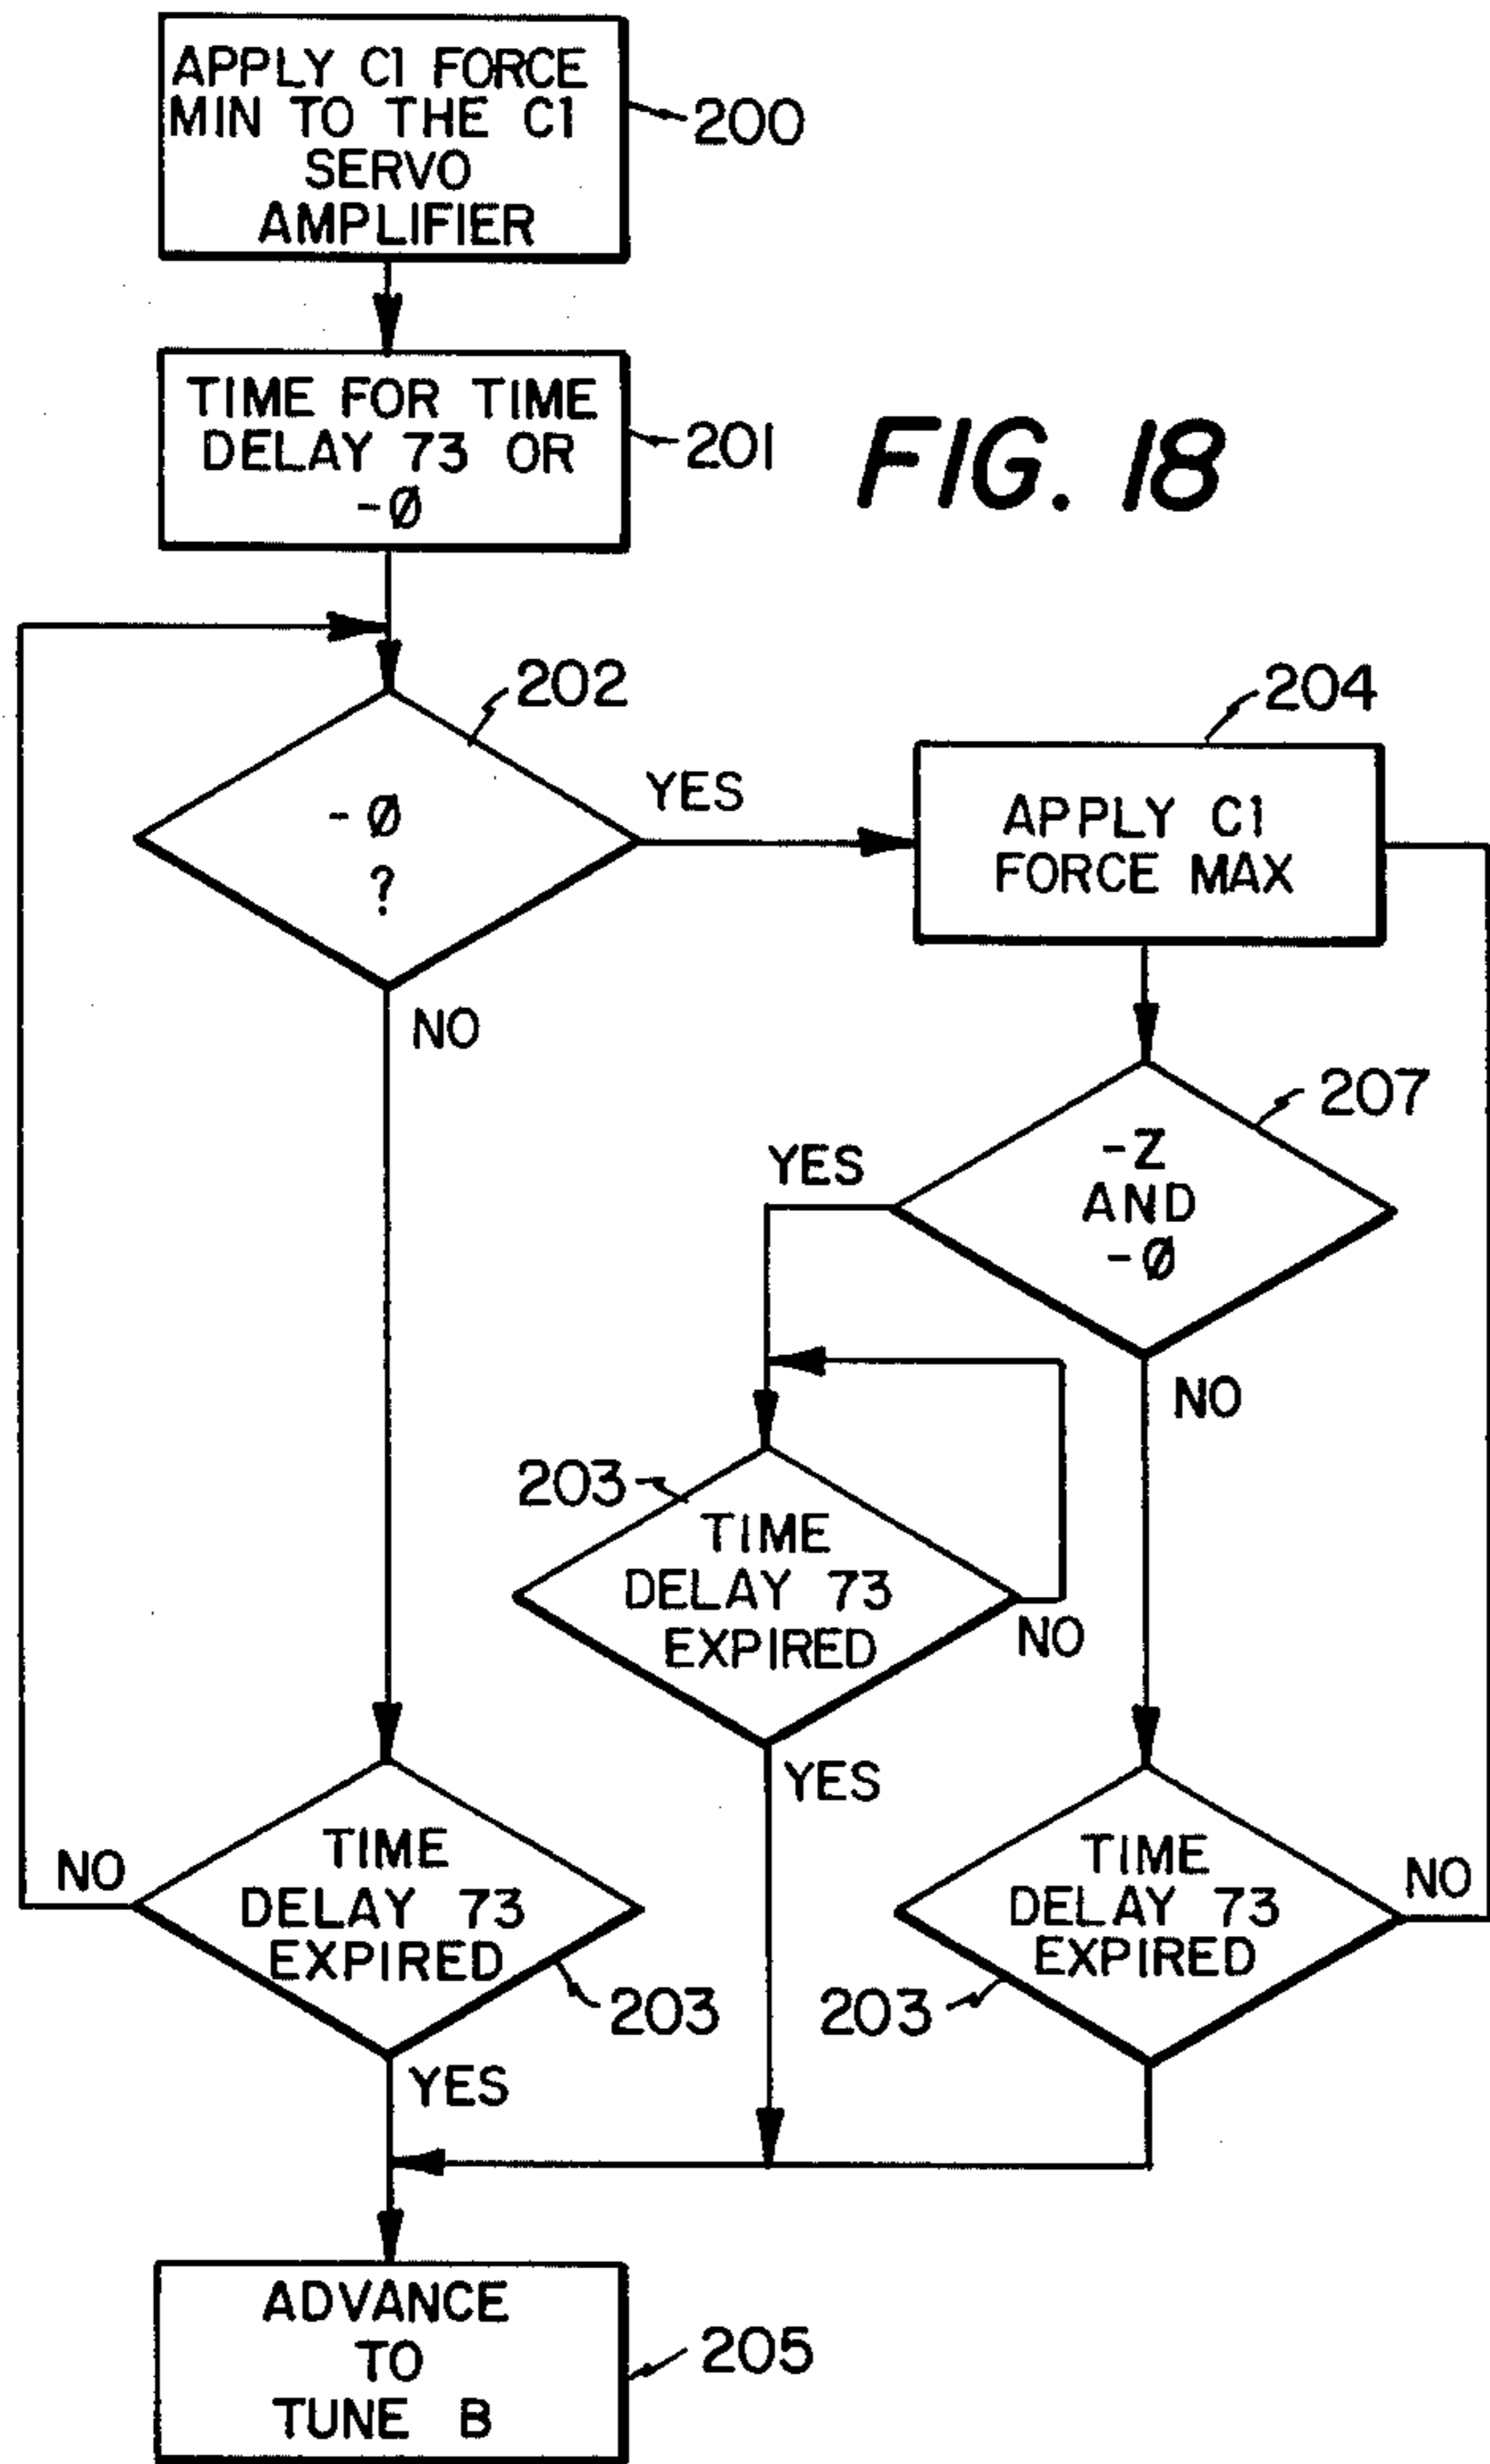 APPLY C1 FORCE
MIN TO THE C1
SERVO
AMPLIFIER
200
TIME FOR TIME
DELAY 73 OR
-Ø
201
FIG. 18
202
-Ø
?
YES
NO
204
APPLY C1
FORCE MAX
207
-Z
AND
-Ø
YES
NO
203
TIME
DELAY 73
EXPIRED
NO
YES
TIME
DELAY 73
EXPIRED
NO
203
YES
TIME
DELAY 73
EXPIRED
NO
203
ADVANCE
TO
TUNE B
205